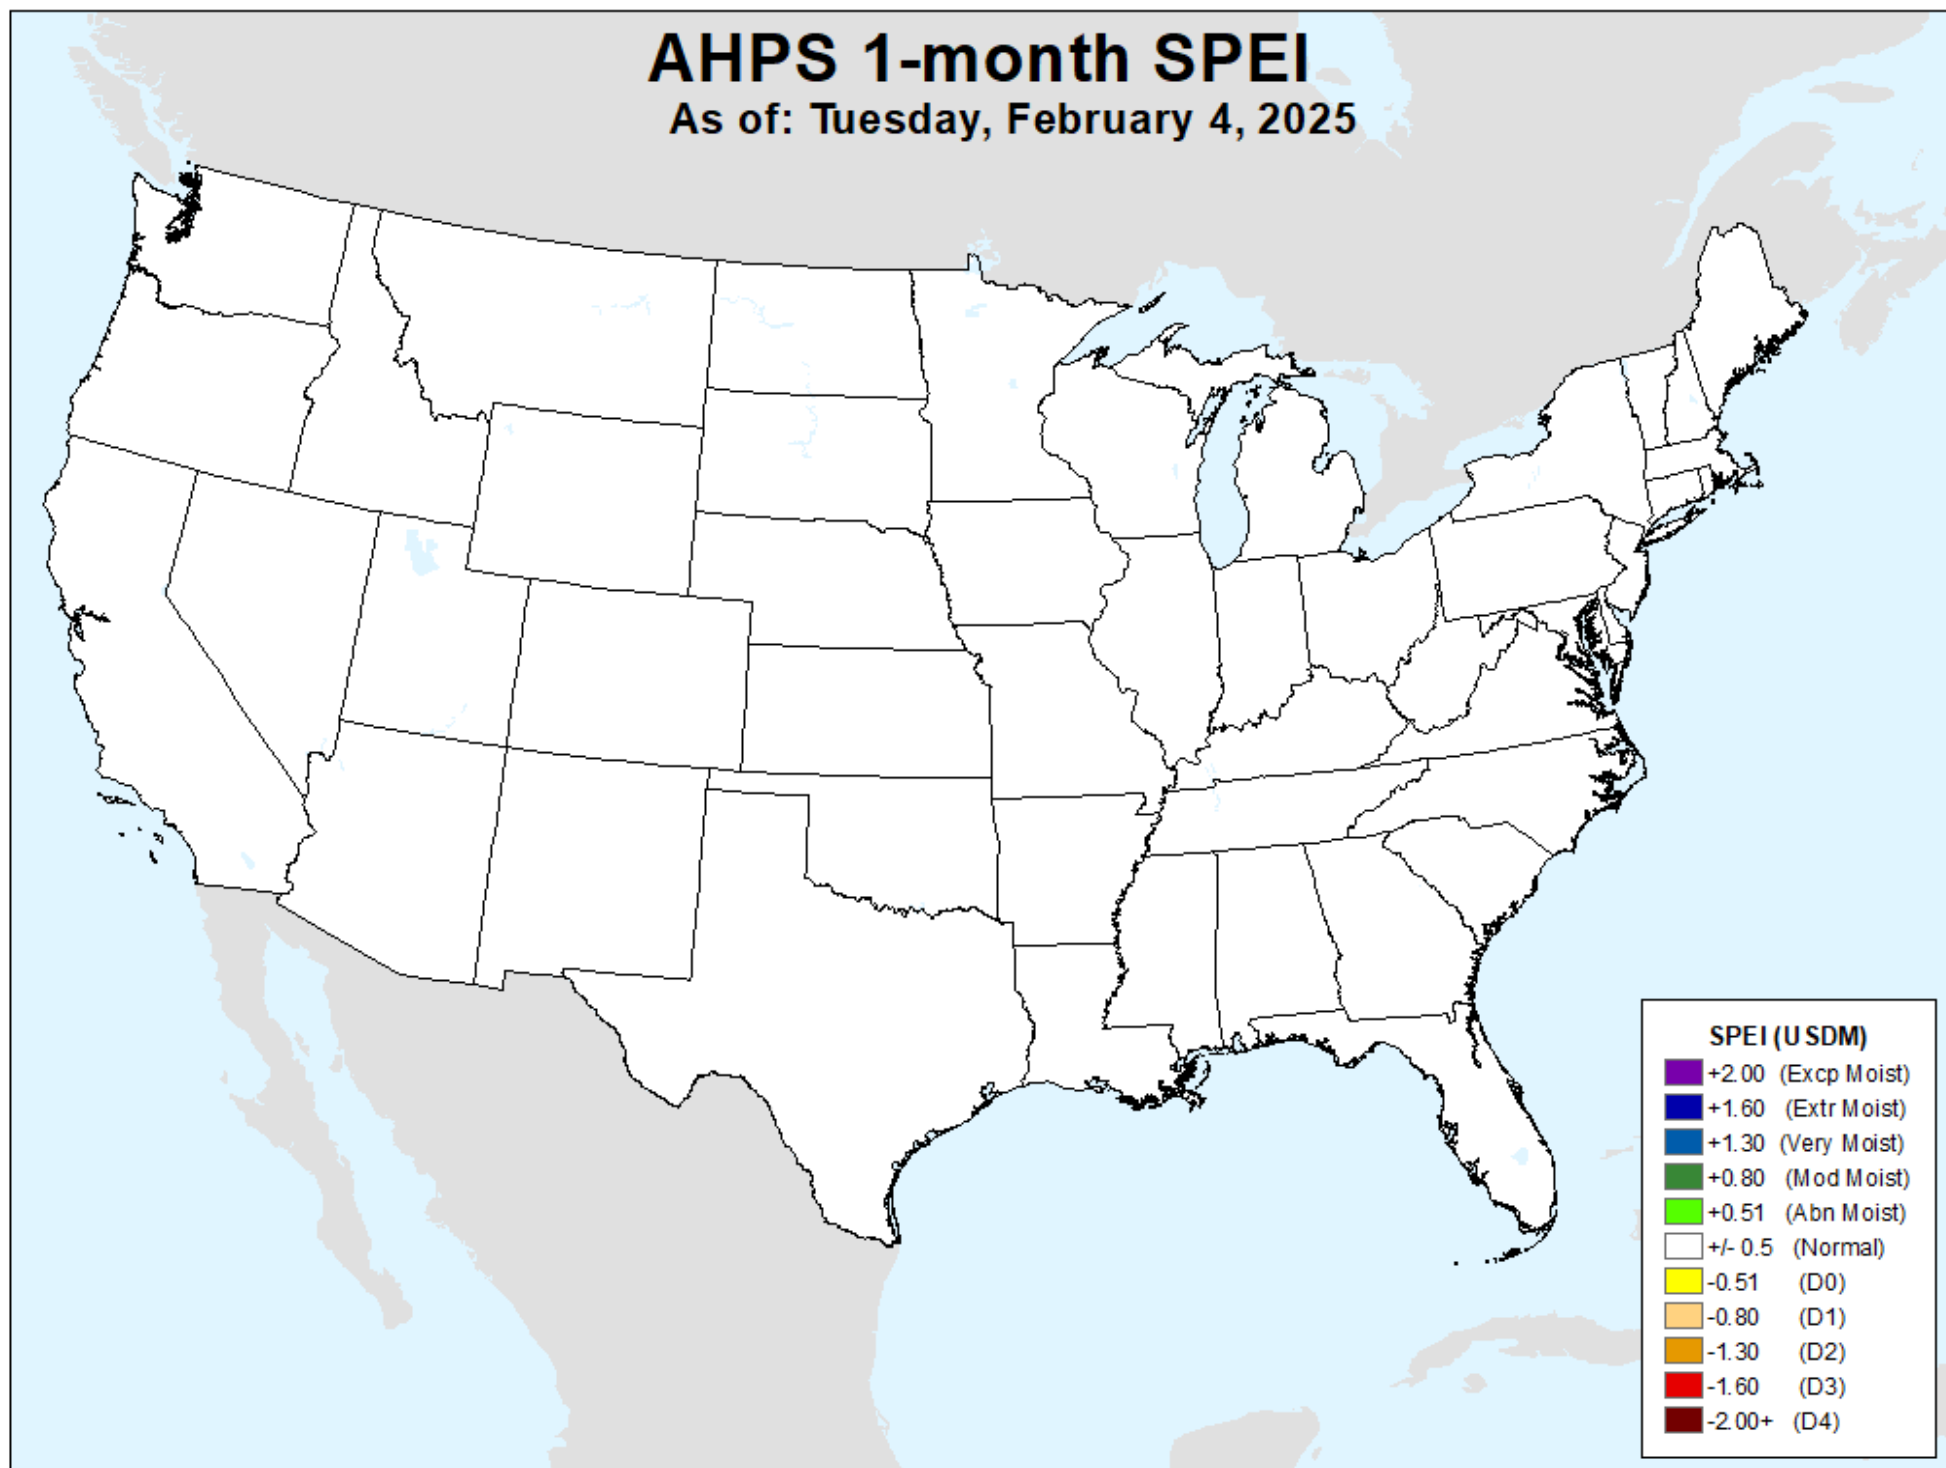 AHPS 1-month SPEI
As of: Tuesday, February 4, 2025
SPEI (USDM)
+2.00 (Excp Moist)
+1.60 (Extr Moist)
+1.30 (Very Moist)
+0.80 (Mod Moist)
+0.51 (Abn Moist)
+/- 0.5 (Normal)
-0.51 (D0)
-0.80 (D1)
-1.30 (D2)
-1.60 (D3)
-2.00+ (D4)